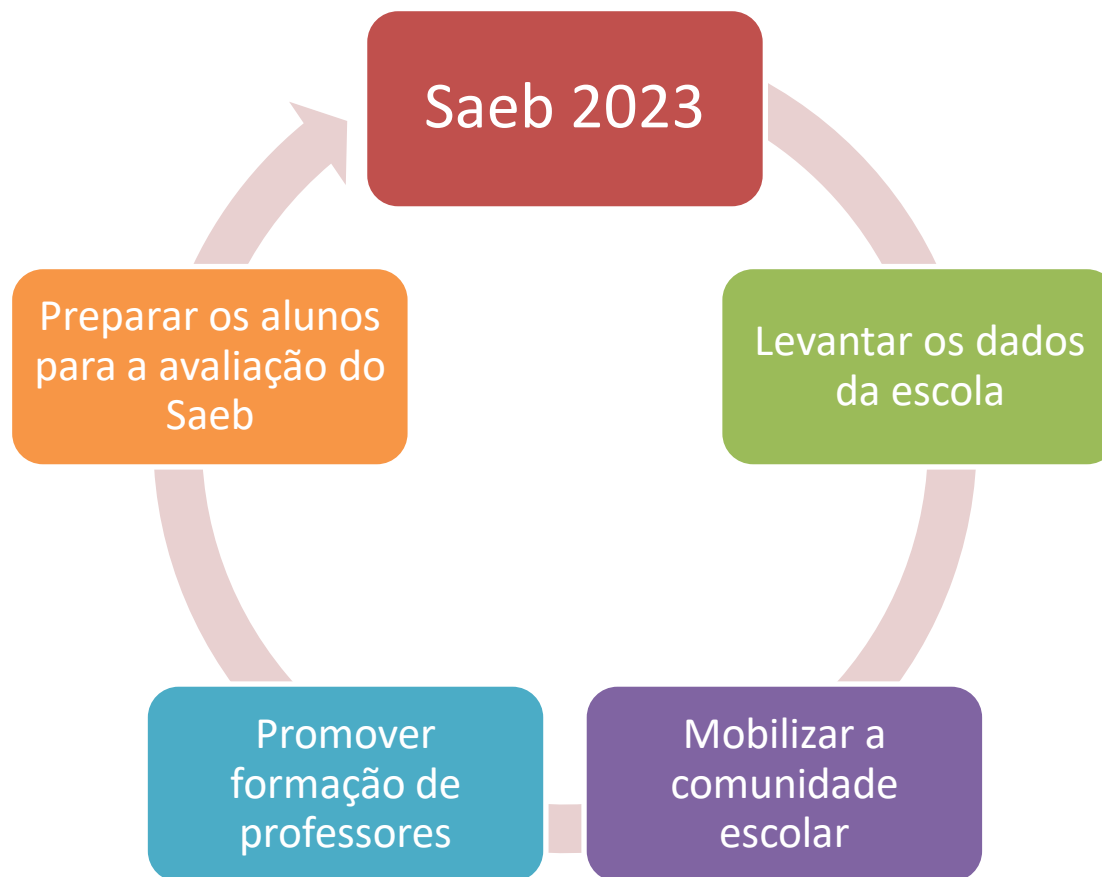 Saeb 2023
Levantar os dados
da escola
Mobilizar a
comunidade
escolar
Promover
formação de
professores
Preparar os alunos
para a avaliação do
Saeb